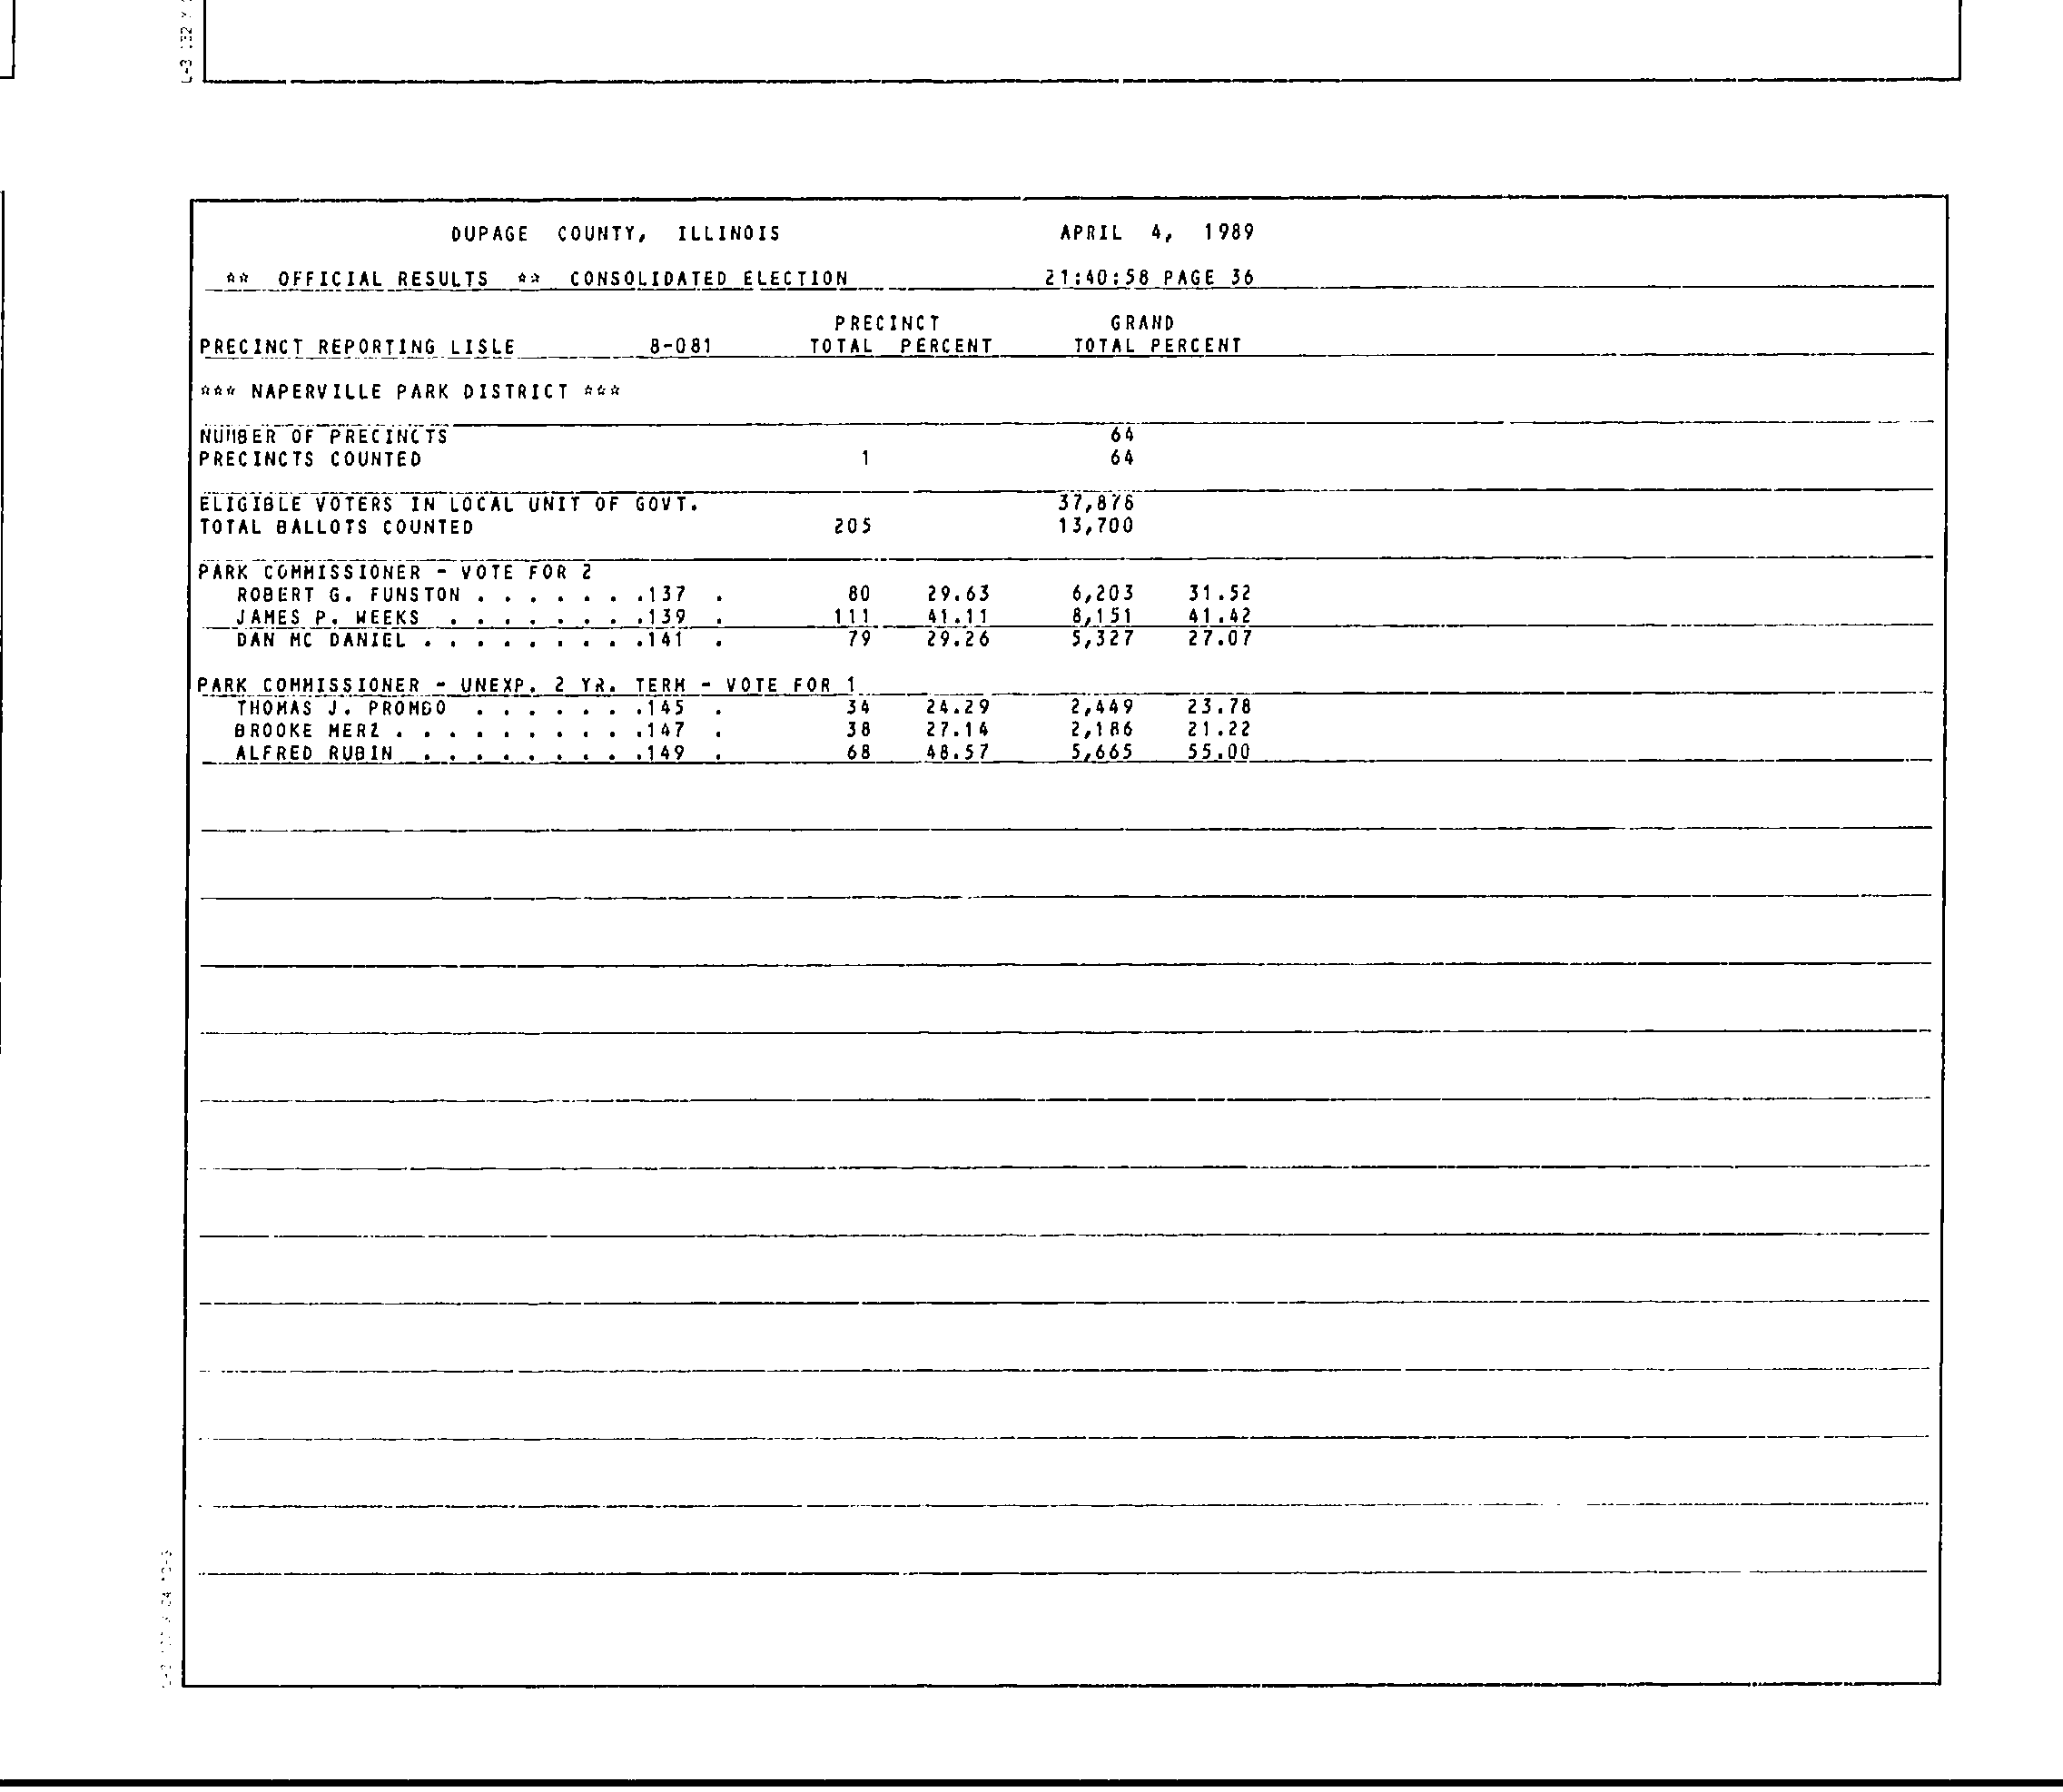 L-3 132 Y
DUPAGE COUNTY, ILLINOIS APRIL 4, 1989
** OFFICIAL RESULTS ** CONSOLIDATED ELECTION 21:40:58 PAGE 36
PRECINCT GRAND
PRECINCT REPORTING LISLE 8-081 TOTAL PERCENT TOTAL PERCENT
*** NAPERVILLE PARK DISTRICT ***
NUMBER OF PRECINCTS 64
PRECINCTS COUNTED 1 64
ELIGIBLE VOTERS IN LOCAL UNIT OF GOVT. 37,876
TOTAL BALLOTS COUNTED 205 13,700
PARK COMMISSIONER - VOTE FOR 2
ROBERT G. FUNSTON . . . . . . .137 . 80 29.63 6,203 31.52
JAMES P. WEEKS . . . . . . . .139 . 111 41.11 8,151 41.42
DAN MC DANIEL . . . . . . . . .141 . 79 29.26 5,327 27.07
PARK COMMISSIONER - UNEXP. 2 YR. TERM - VOTE FOR 1
THOMAS J. PROMBO . . . . . . .145 . 34 24.29 2,449 23.78
BROOKE MERZ . . . . . . . . . .147 . 38 27.14 2,186 21.22
ALFRED RUBIN . . . . . . . . .149 . 68 48.57 5,665 55.00